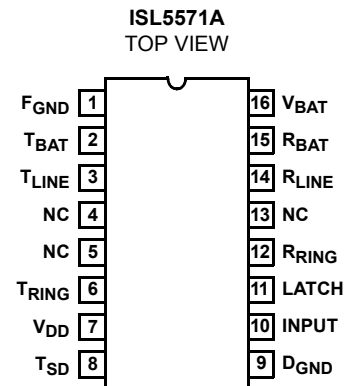 ISL5571A
TOP VIEW
FGND 1 16 VBAT
TBAT 2 15 RBAT
TLINE 3 14 RLINE
NC 4 13 NC
NC 5 12 RRING
TRING 6 11 LATCH
VDD 7 10 INPUT
TSD 8 9 DGND